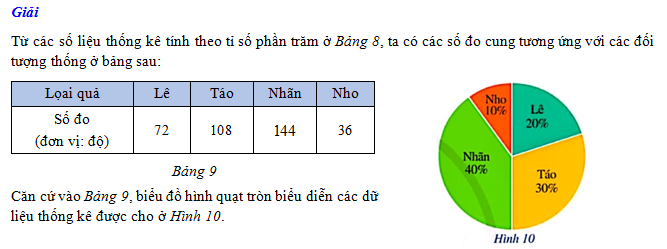 Giải
Từ các số liệu thống kê tính theo tỉ số phần trăm ở Bảng 8, ta có các số đo cung tương ứng với các đối
tượng thống ở bảng sau:
Lọai quả Lê Táo Nhãn Nho
Số đo
(đơn vị: độ) 72 108 144 36
Bảng 9
Căn cứ vào Bảng 9, biểu đồ hình quạt tròn biểu diễn các dữ
liệu thống kê được cho ở Hình 10.
Nho
10%
Lê
20%
Nhãn
40%
Táo
30%
Hình 10